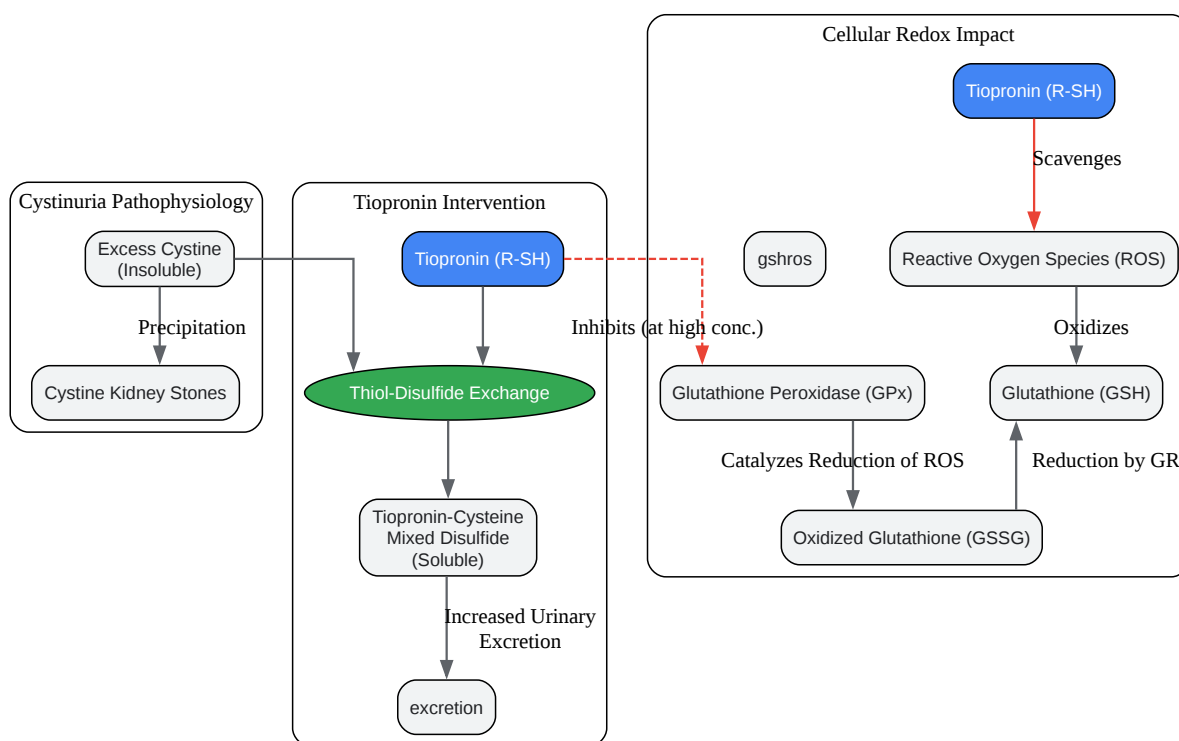 Cystinuria Pathophysiology
Excess Cystine
(Insoluble)
Precipitation
Cystine Kidney Stones
Tiopronin Intervention
Tiopronin (R-SH)
Inhibits (at high conc.)
Thiol-Disulfide Exchange
Tiopronin-Cysteine
Mixed Disulfide
(Soluble)
Increased Urinary
Excretion
excretion
Cellular Redox Impact
Tiopronin (R-SH)
Scavenges
gshros
Reactive Oxygen Species (ROS)
Oxidizes
Glutathione Peroxidase (GPx)
Glutathione (GSH)
Catalyzes Reduction of ROS
Reduction by GR
Oxidized Glutathione (GSSG)